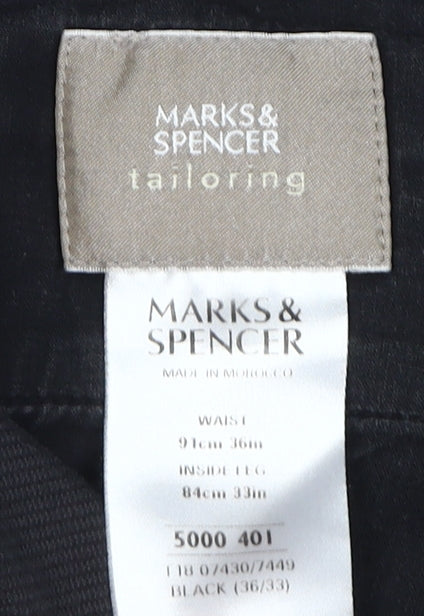 MARKS &
SPENCER
tailoring
MARKS &
SPENCER
MADE IN MOROCCO
WAIST
91cm 36in
INSIDE LEG
84cm 33in
5000 401
T18 07430/7449
BLACK (36/33)